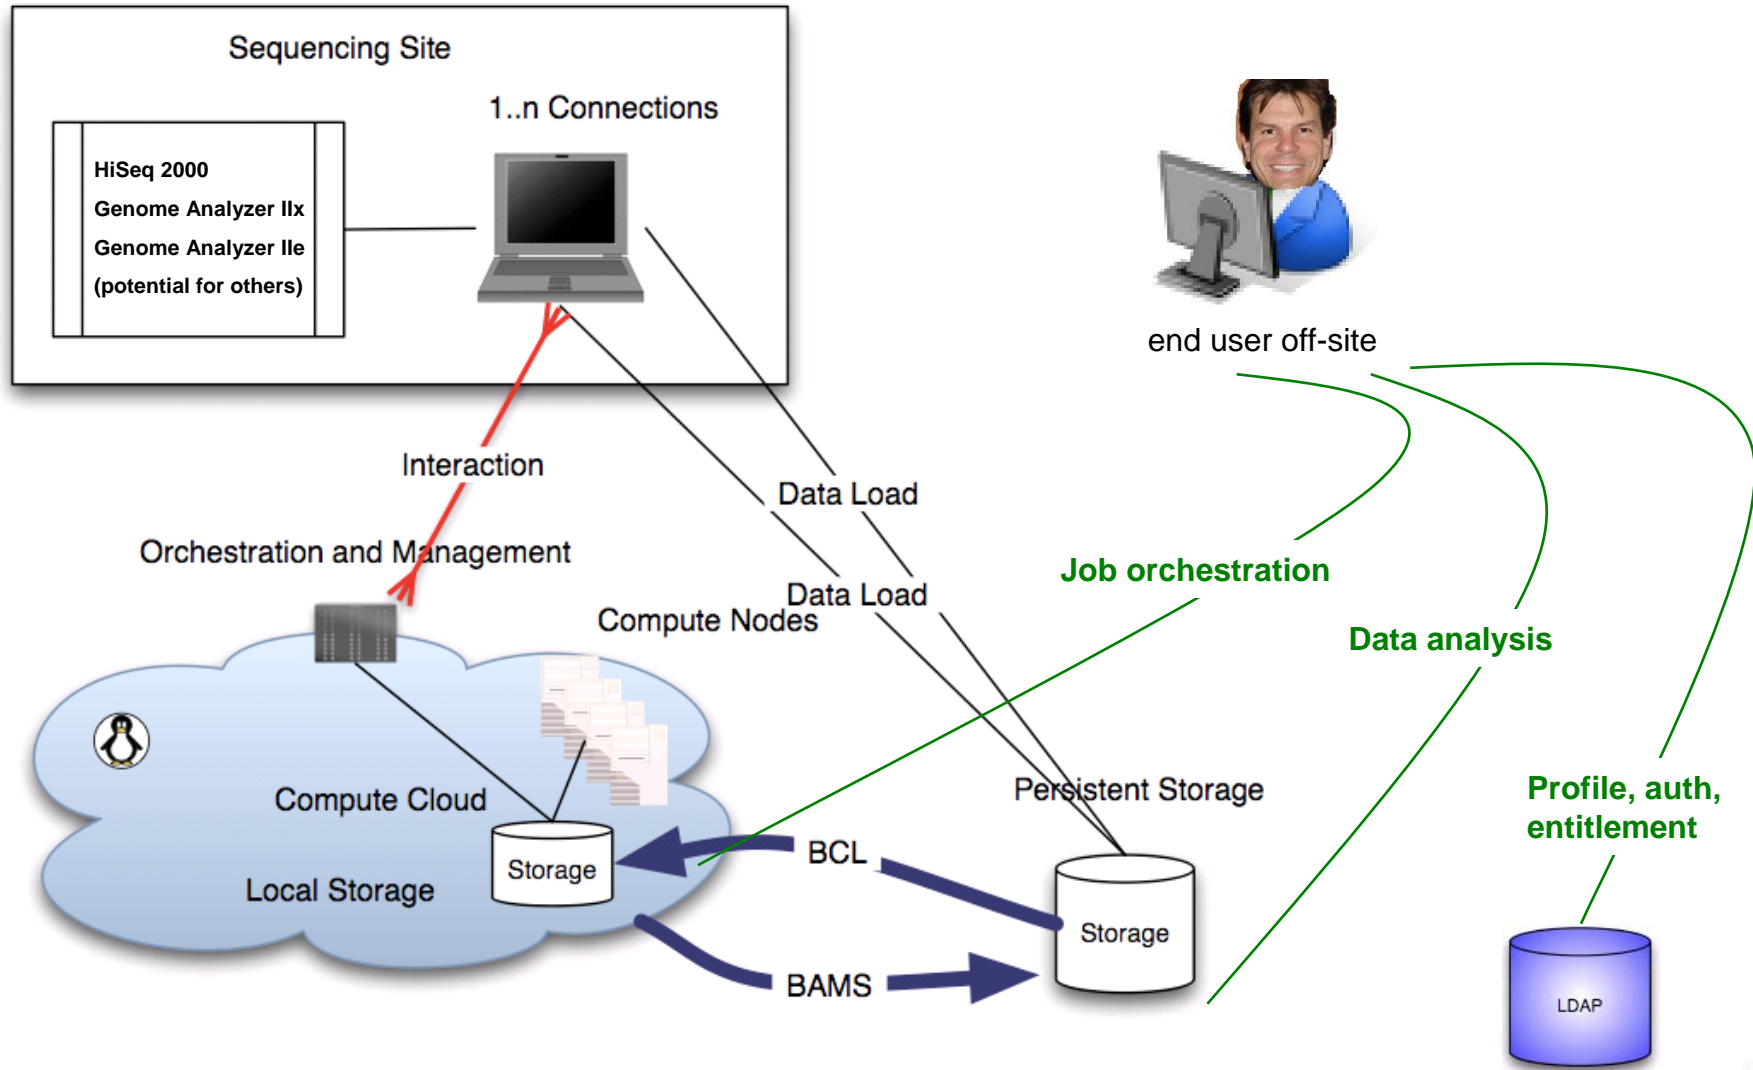 Sequencing Site
1..n Connections
HiSeq 2000
Genome Analyzer IIx
Genome Analyzer IIe
(potential for others)
end user off-site
Interaction
Data Load
Orchestration and Management
Job orchestration
Data Load
Compute Nodes
Data analysis
Compute Cloud
Persistent Storage
Profile, auth,
entitlement
BCL
Storage
Local Storage
Storage
BAMS
LDAP